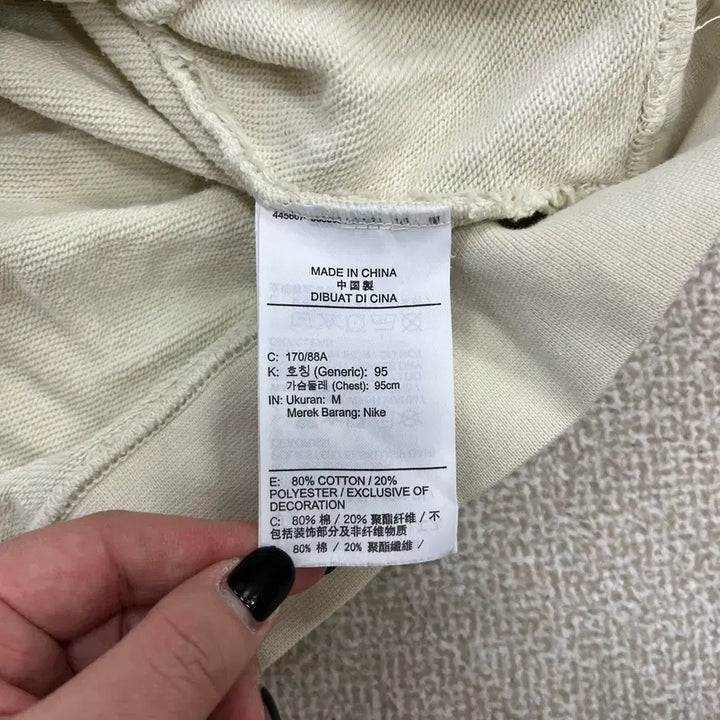 MADE IN CHINA
中国製
DIBUAT DI CINA
C: 170/88A
K: 호칭 (Generic): 95
가슴둘레 (Chest): 95cm
IN: Ukuran: M
Merek Barang: Nike
E: 80% COTTON / 20%
POLYESTER / EXCLUSIVE OF
DECORATION
C: 80% 棉 / 20% 聚酯纤维 / 不
包括装饰部分及非纤维物质
80% 棉 / 20% 聚酯纖維 /